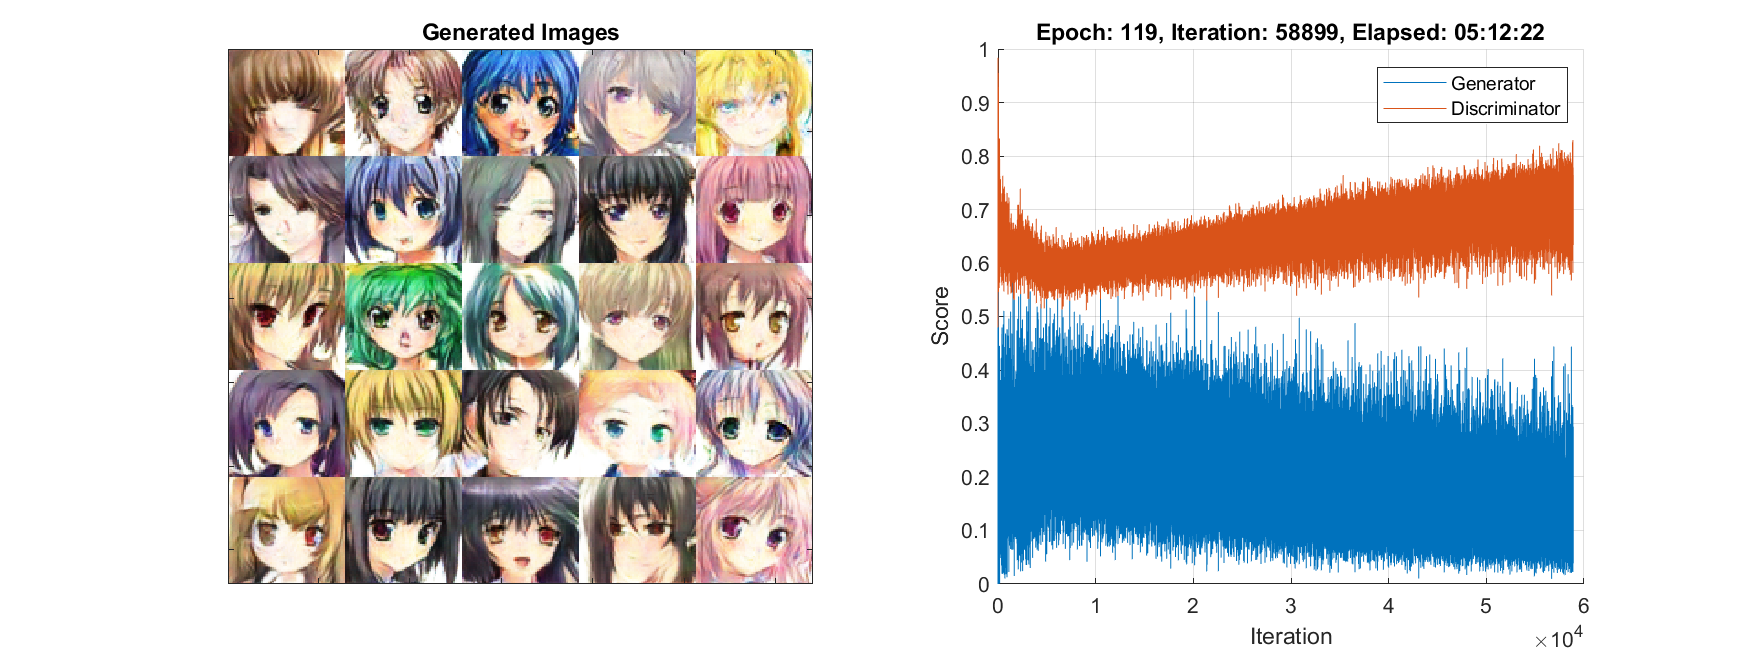 Generated Images
Epoch: 119, Iteration: 58899, Elapsed: 05:12:22
Generator
Discriminator
1
0.9
0.8
0.7
0.6
0.5
0.4
0.3
0.2
0.1
0
Score
0 1 2 3 4 5 6
Iteration
×10^4